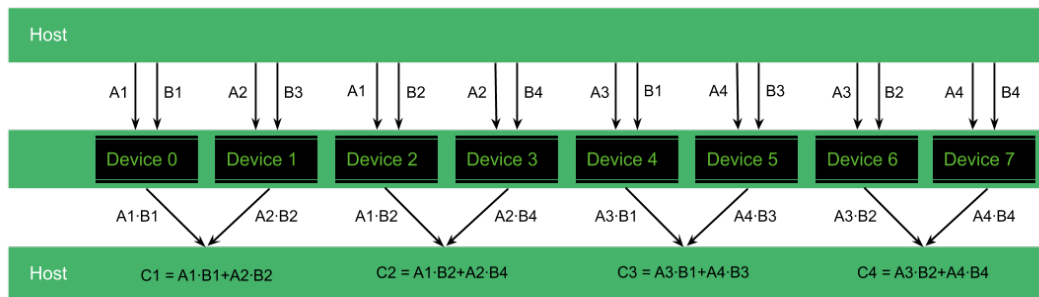 Host
A1 B1 A2 B3 A1 B2 A2 B4 A3 B1 A4 B3 A3 B2 A4 B4
Device 0 Device 1 Device 2 Device 3 Device 4 Device 5 Device 6 Device 7
A1·B1 A2·B2 A1·B2 A2·B4 A3·B1 A4·B3 A3·B2 A4·B4
Host C1 = A1·B1+A2·B2 C2 = A1·B2+A2·B4 C3 = A3·B1+A4·B3 C4 = A3·B2+A4·B4